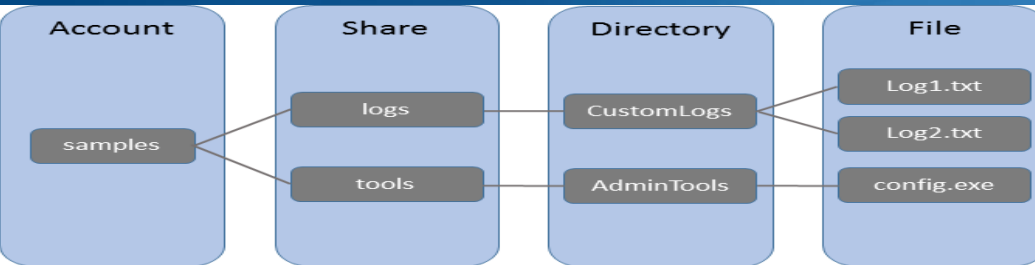 Account
Share
Directory
File
samples
logs
tools
CustomLogs
AdminTools
Log1.txt
Log2.txt
config.exe